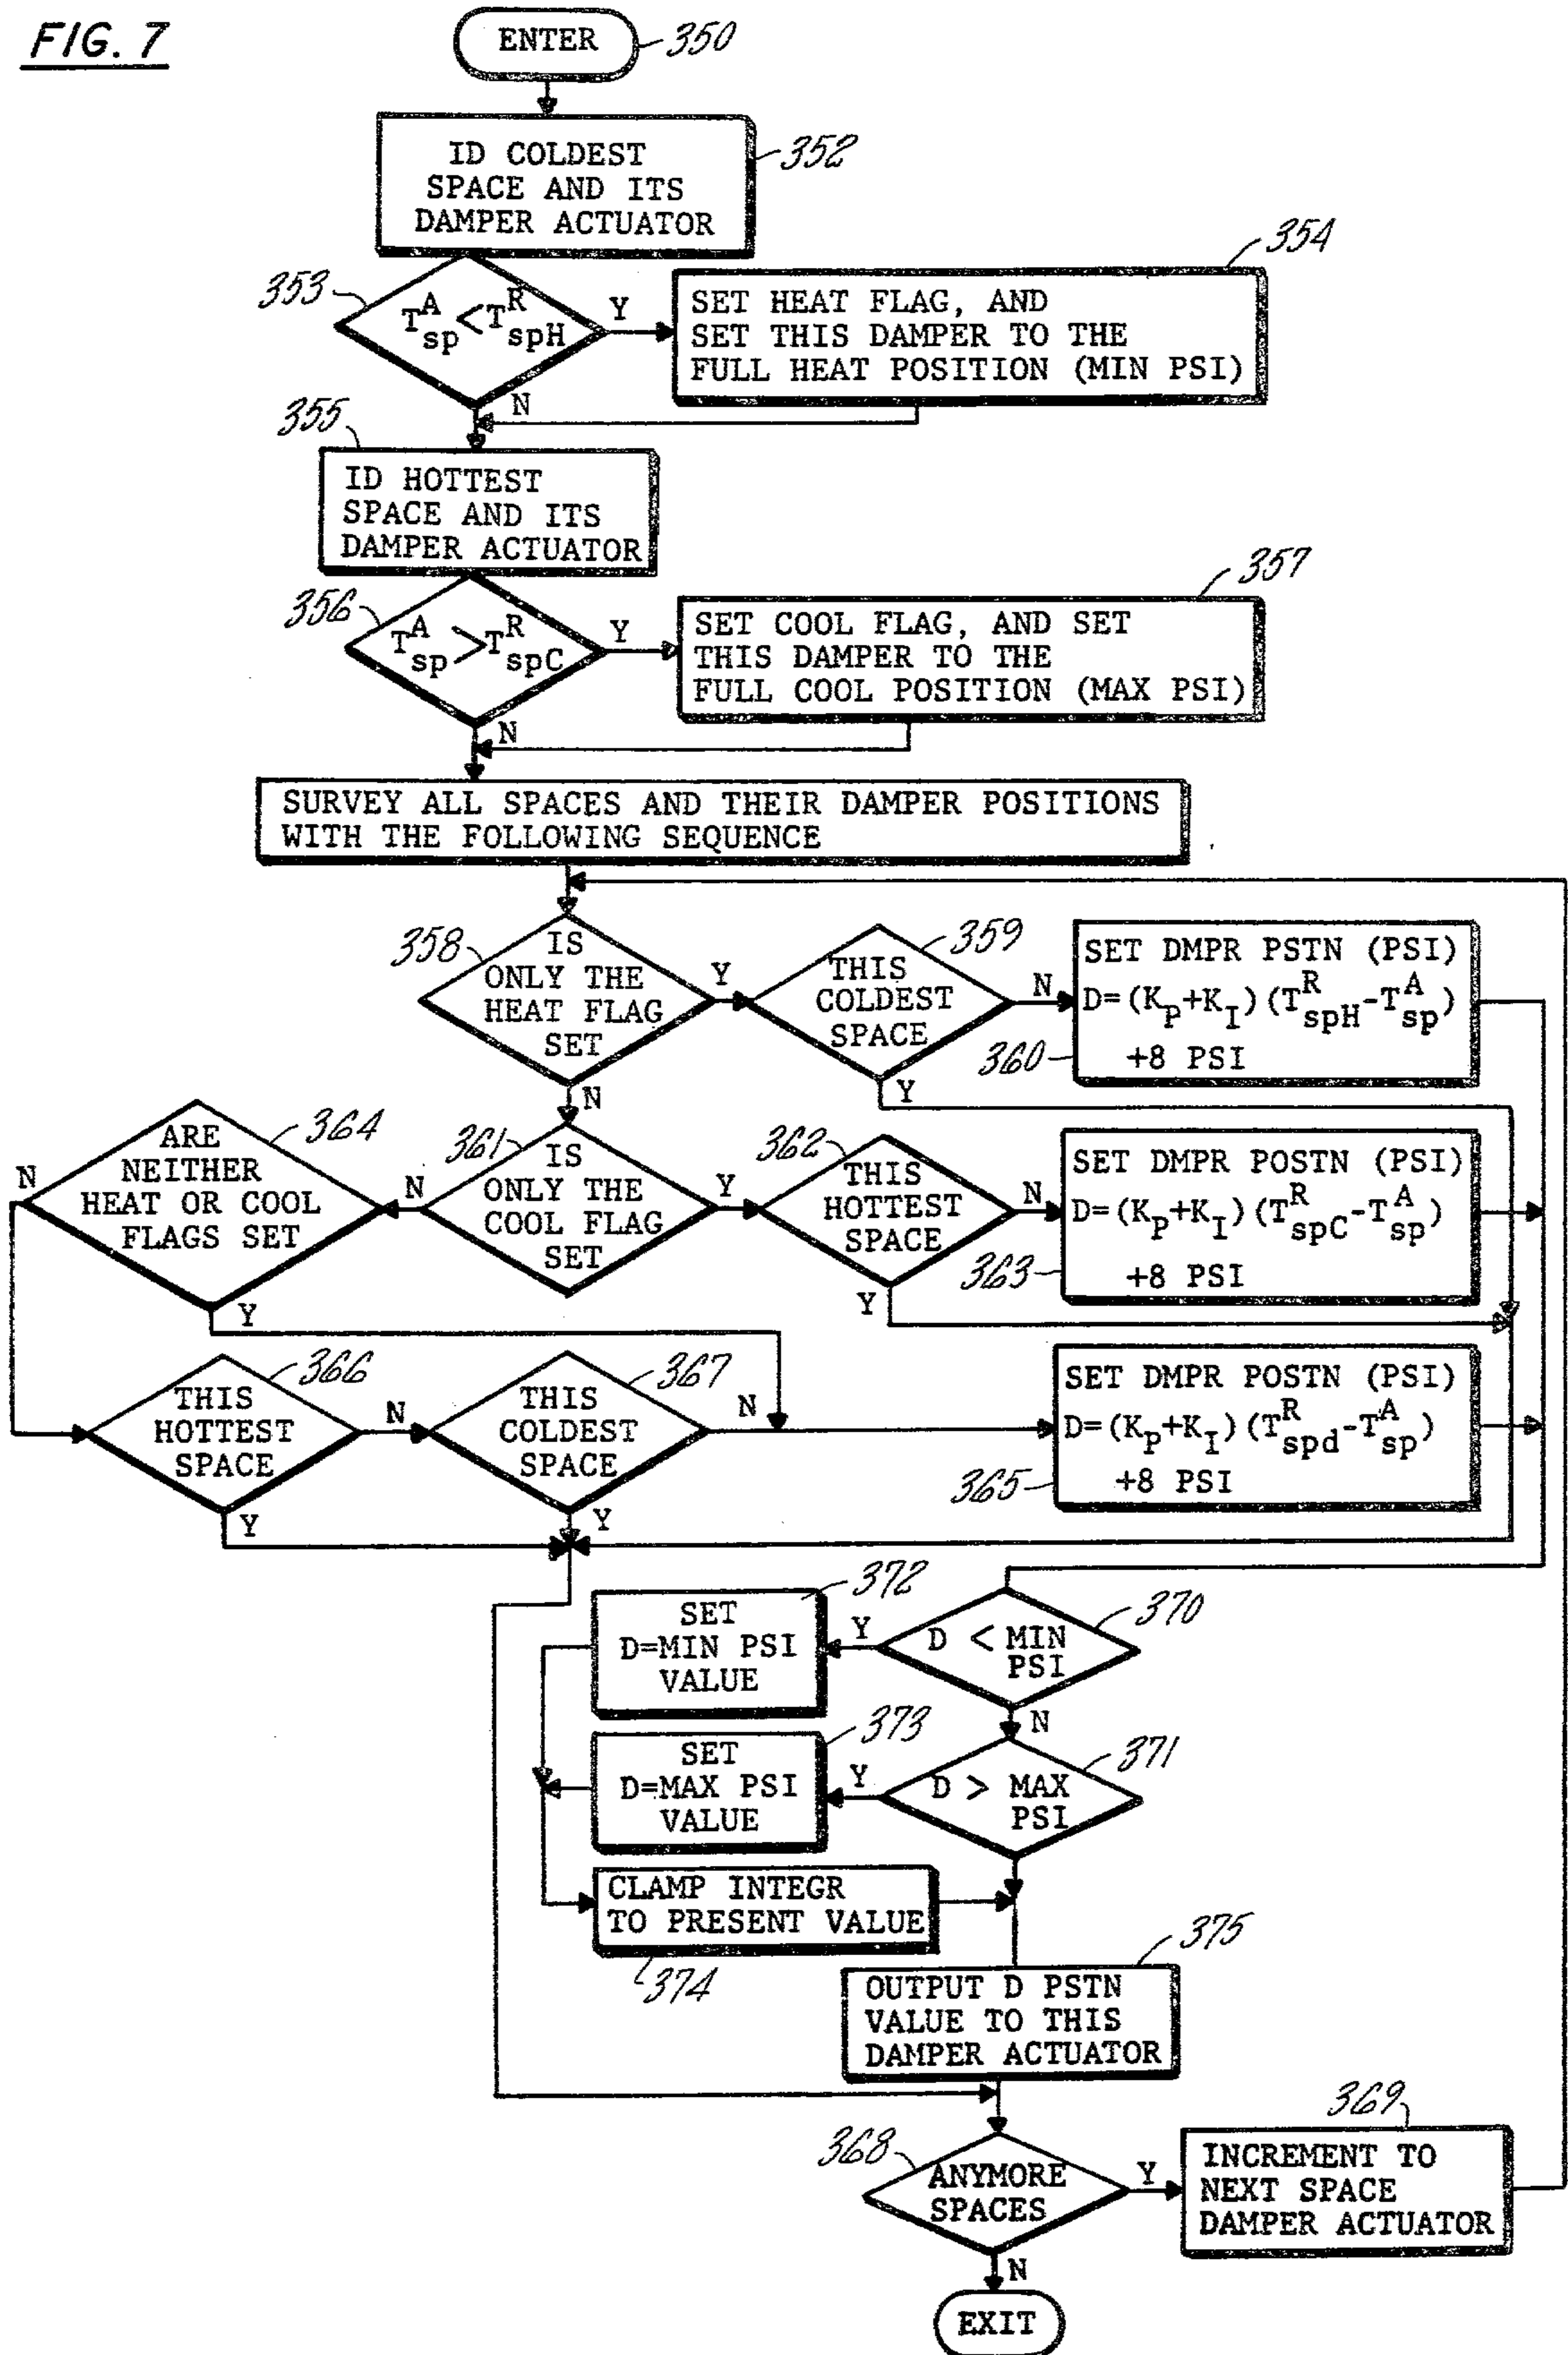 FIG. 7
ENTER
350
ID COLDEST
SPACE AND ITS
DAMPER ACTUATOR
352
353
T^A_sp < T^R_spH
Y
N
354
SET HEAT FLAG, AND
SET THIS DAMPER TO THE
FULL HEAT POSITION (MIN PSI)
355
ID HOTTEST
SPACE AND ITS
DAMPER ACTUATOR
356
T^A_sp > T^R_spC
Y
N
357
SET COOL FLAG, AND SET
THIS DAMPER TO THE
FULL COOL POSITION (MAX PSI)
SURVEY ALL SPACES AND THEIR DAMPER POSITIONS
WITH THE FOLLOWING SEQUENCE
358
IS
ONLY THE
HEAT FLAG
SET
Y
N
359
THIS
COLDEST
SPACE
N
Y
SET DMPR PSTN (PSI)
D=(K_P+K_I)(T^R_spH-T^A_sp)
+8 PSI
360
364
ARE
NEITHER
HEAT OR COOL
FLAGS SET
N
Y
361
IS
ONLY THE
COOL FLAG
SET
N
Y
362
THIS
HOTTEST
SPACE
N
Y
SET DMPR POSTN (PSI)
D=(K_P+K_I)(T^R_spC-T^A_sp)
+8 PSI
363
366
THIS
HOTTEST
SPACE
N
Y
367
THIS
COLDEST
SPACE
N
Y
SET DMPR POSTN (PSI)
D=(K_P+K_I)(T^R_spd-T^A_sp)
+8 PSI
365
372
SET
D=MIN PSI
VALUE
Y
370
D < MIN
PSI
N
373
SET
D=MAX PSI
VALUE
Y
371
D > MAX
PSI
CLAMP INTEGR
TO PRESENT VALUE
374
375
OUTPUT D PSTN
VALUE TO THIS
DAMPER ACTUATOR
368
ANYMORE
SPACES
Y
N
369
INCREMENT TO
NEXT SPACE
DAMPER ACTUATOR
EXIT